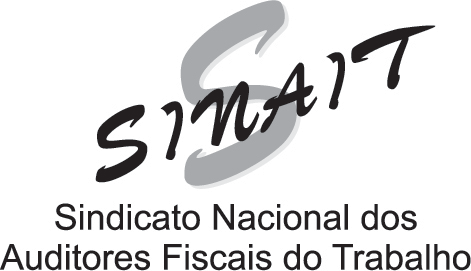 SINAIT
Sindicato Nacional dos
Auditores Fiscais do Trabalho